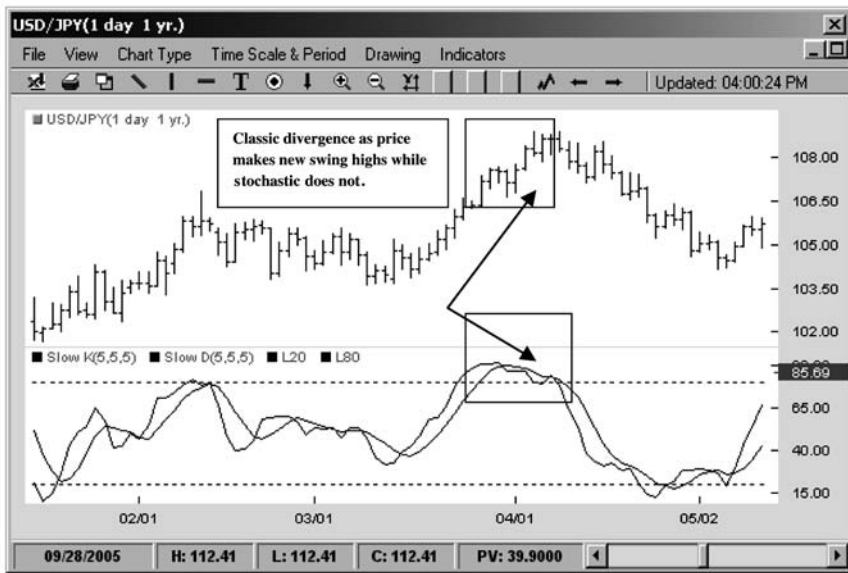 USD/JPY(1 day 1 yr.)
File View Chart Type Time Scale & Period Drawing Indicators
T Updated: 04:00:24 PM
USD/JPY(1 day 1 yr.)
Classic divergence as price
makes new swing highs while
stochastic does not.
108.00
106.50
105.00
103.50
102.00
Slow K(5,5,5) Slow D(5,5,5) L20 L80
85.69
65.00
40.00
15.00
02/01 03/01 04/01 05/02
09/28/2005 H: 112.41 L: 112.41 C: 112.41 PV: 39.9000